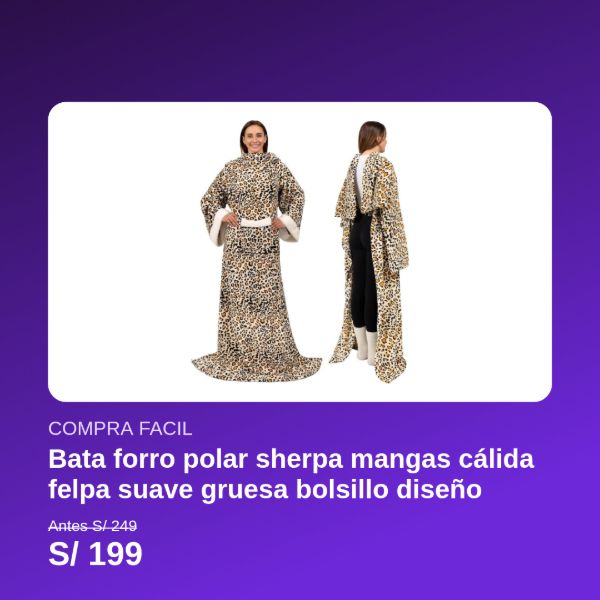 COMPRA FACIL
Bata forro polar sherpa mangas cálida
felpa suave gruesa bolsillo diseño
Antes S/ 249
S/ 199